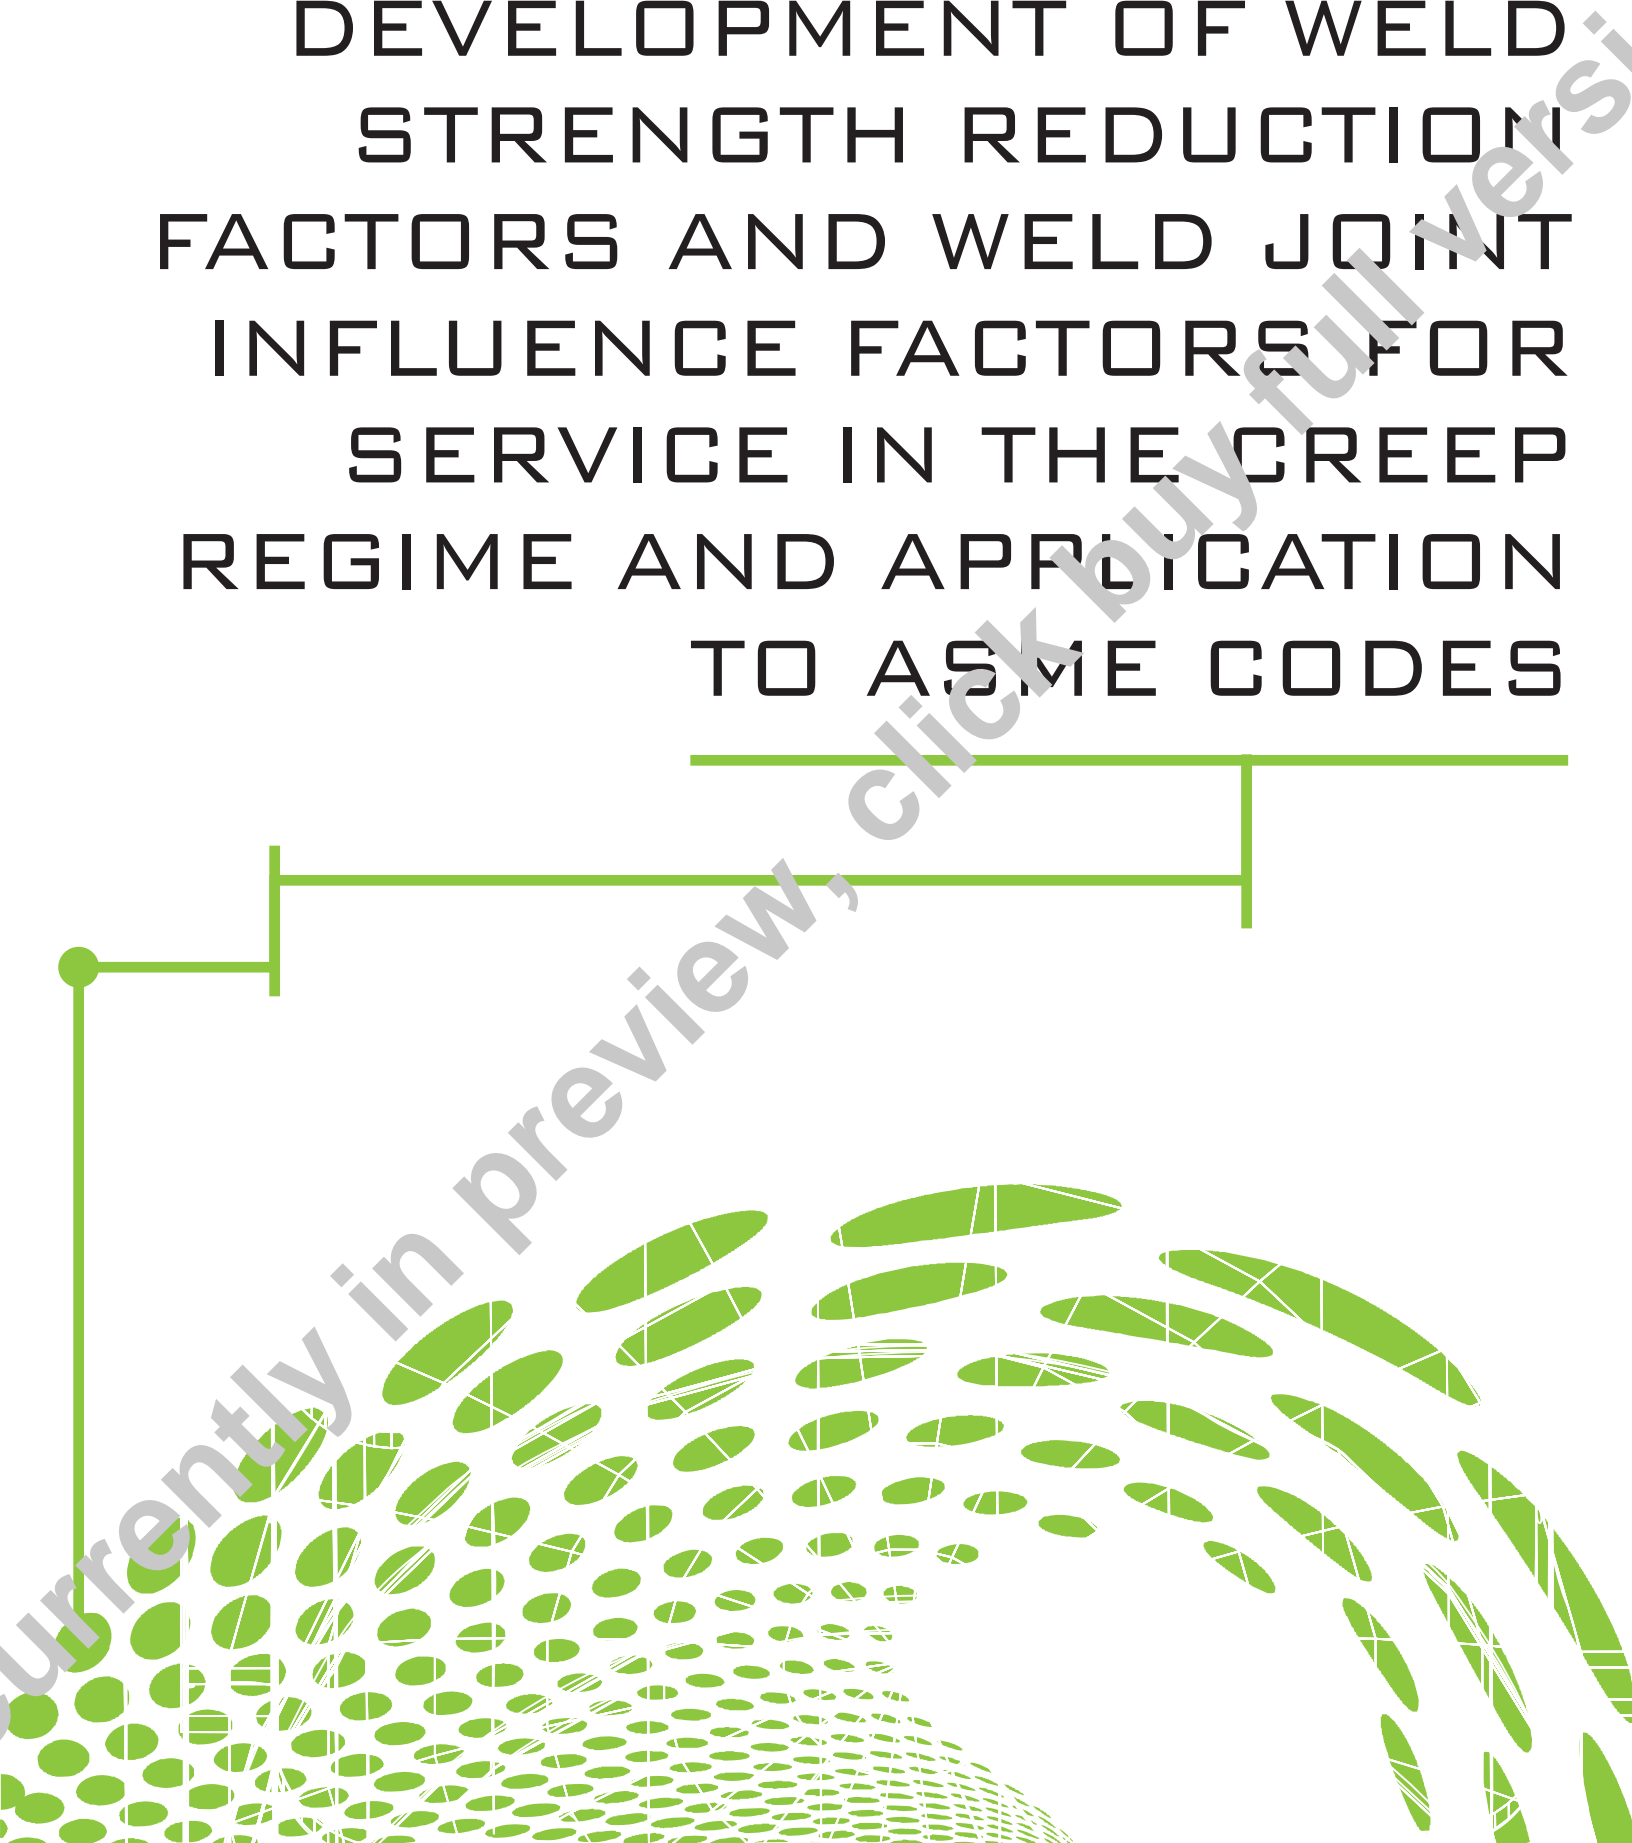 DEVELOPMENT OF WELD
STRENGTH REDUCTION
FACTORS AND WELD JOINT
INFLUENCE FACTORS FOR
SERVICE IN THE CREEP
REGIME AND APPLICATION
TO ASME CODES
currently in preview, click buy full versi